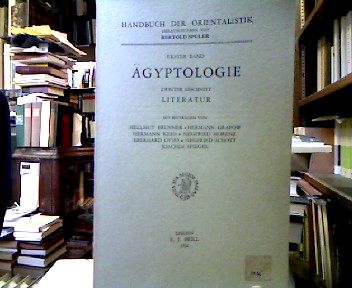 HANDBUCH DER ORIENTALISTIK
HERAUSGEGEBEN VON
BERTOLD SPULER
ERSTER BAND
ÄGYPTOLOGIE
ZWEITER ABSCHNITT
LITERATUR
MIT BEITRÄGEN VON
HELLMUT BRUNNER • HERMANN GRAPOW
HERMANN KEES • SIEGFRIED MORENZ
EBERHARD OTTO • SIEGFRIED SCHOTT
JOACHIM SPIEGEL
LEIDEN
E. J. BRILL